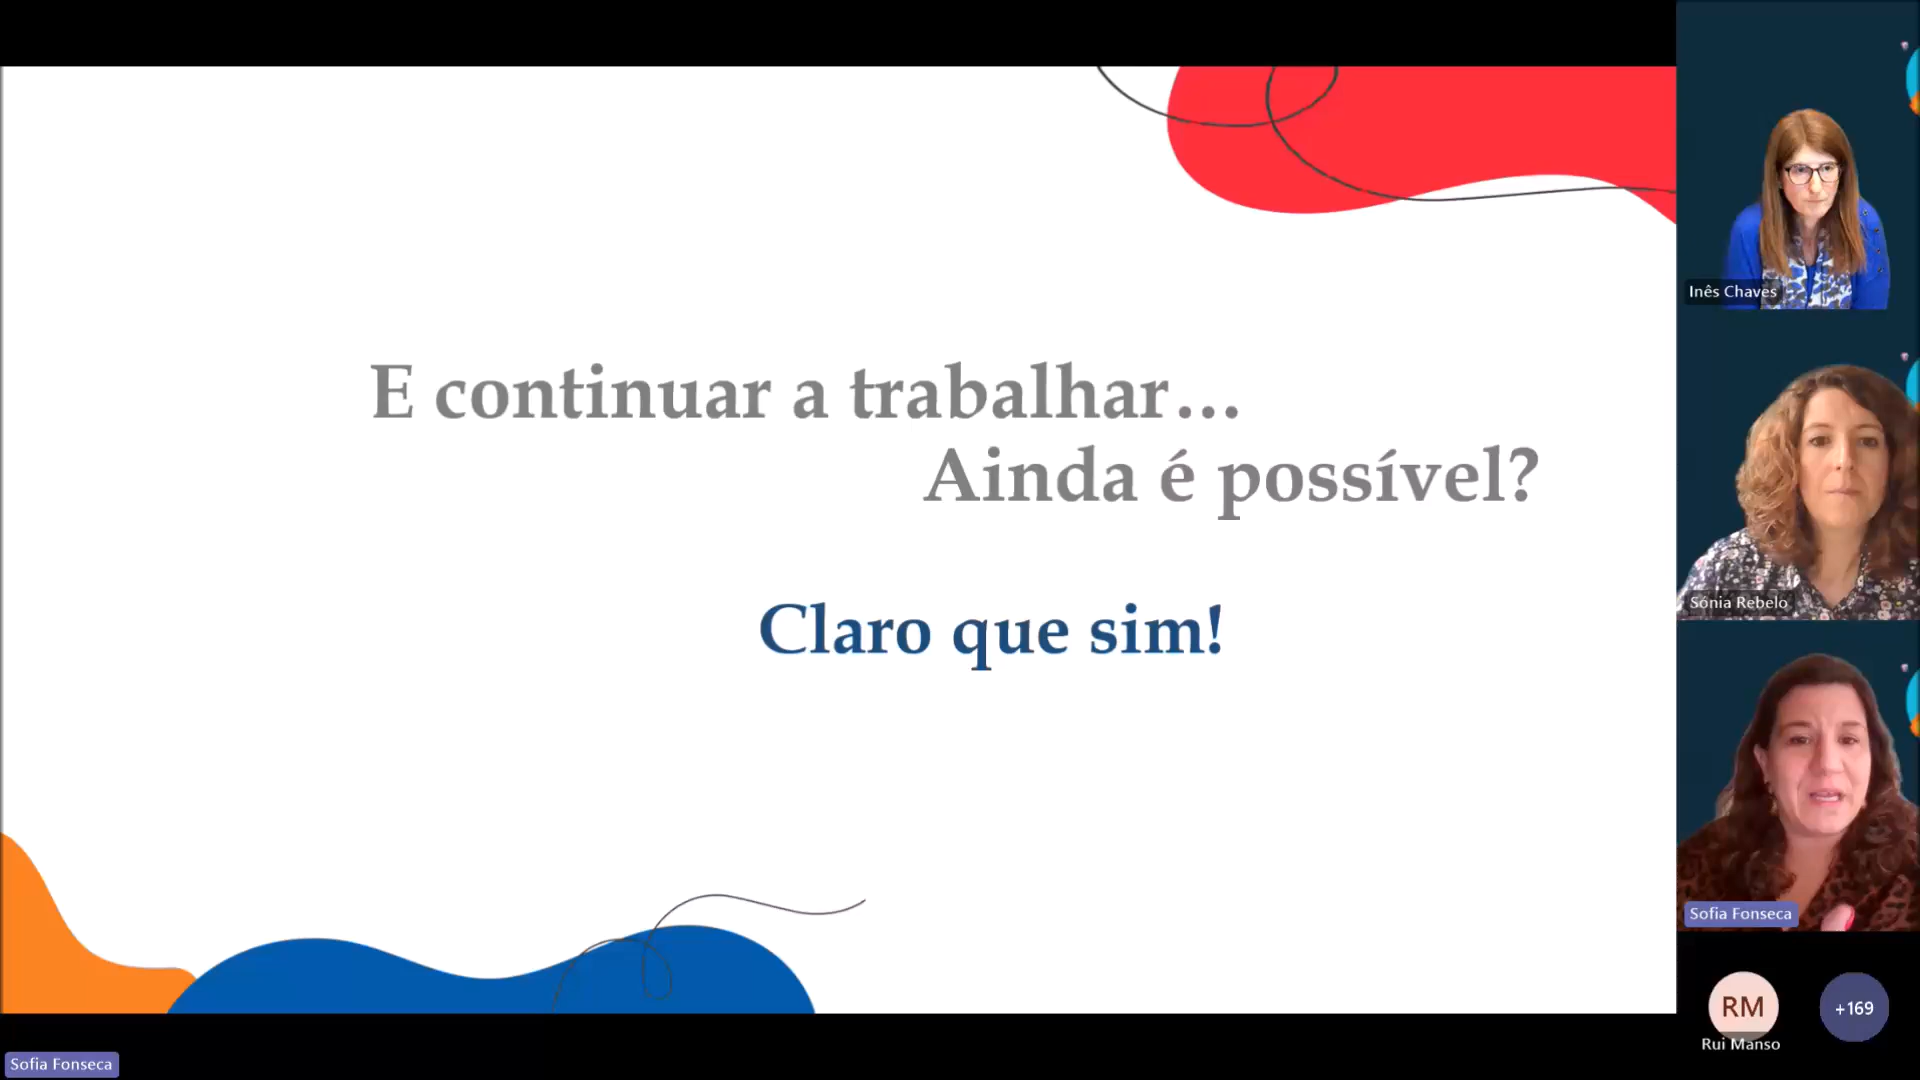 E continuar a trabalhar...
Ainda é possível?
Claro que sim!
Inês Chaves
Sónia Rebelo
Sofia Fonseca
RM
Rui Manso
+169
Sofia Fonseca